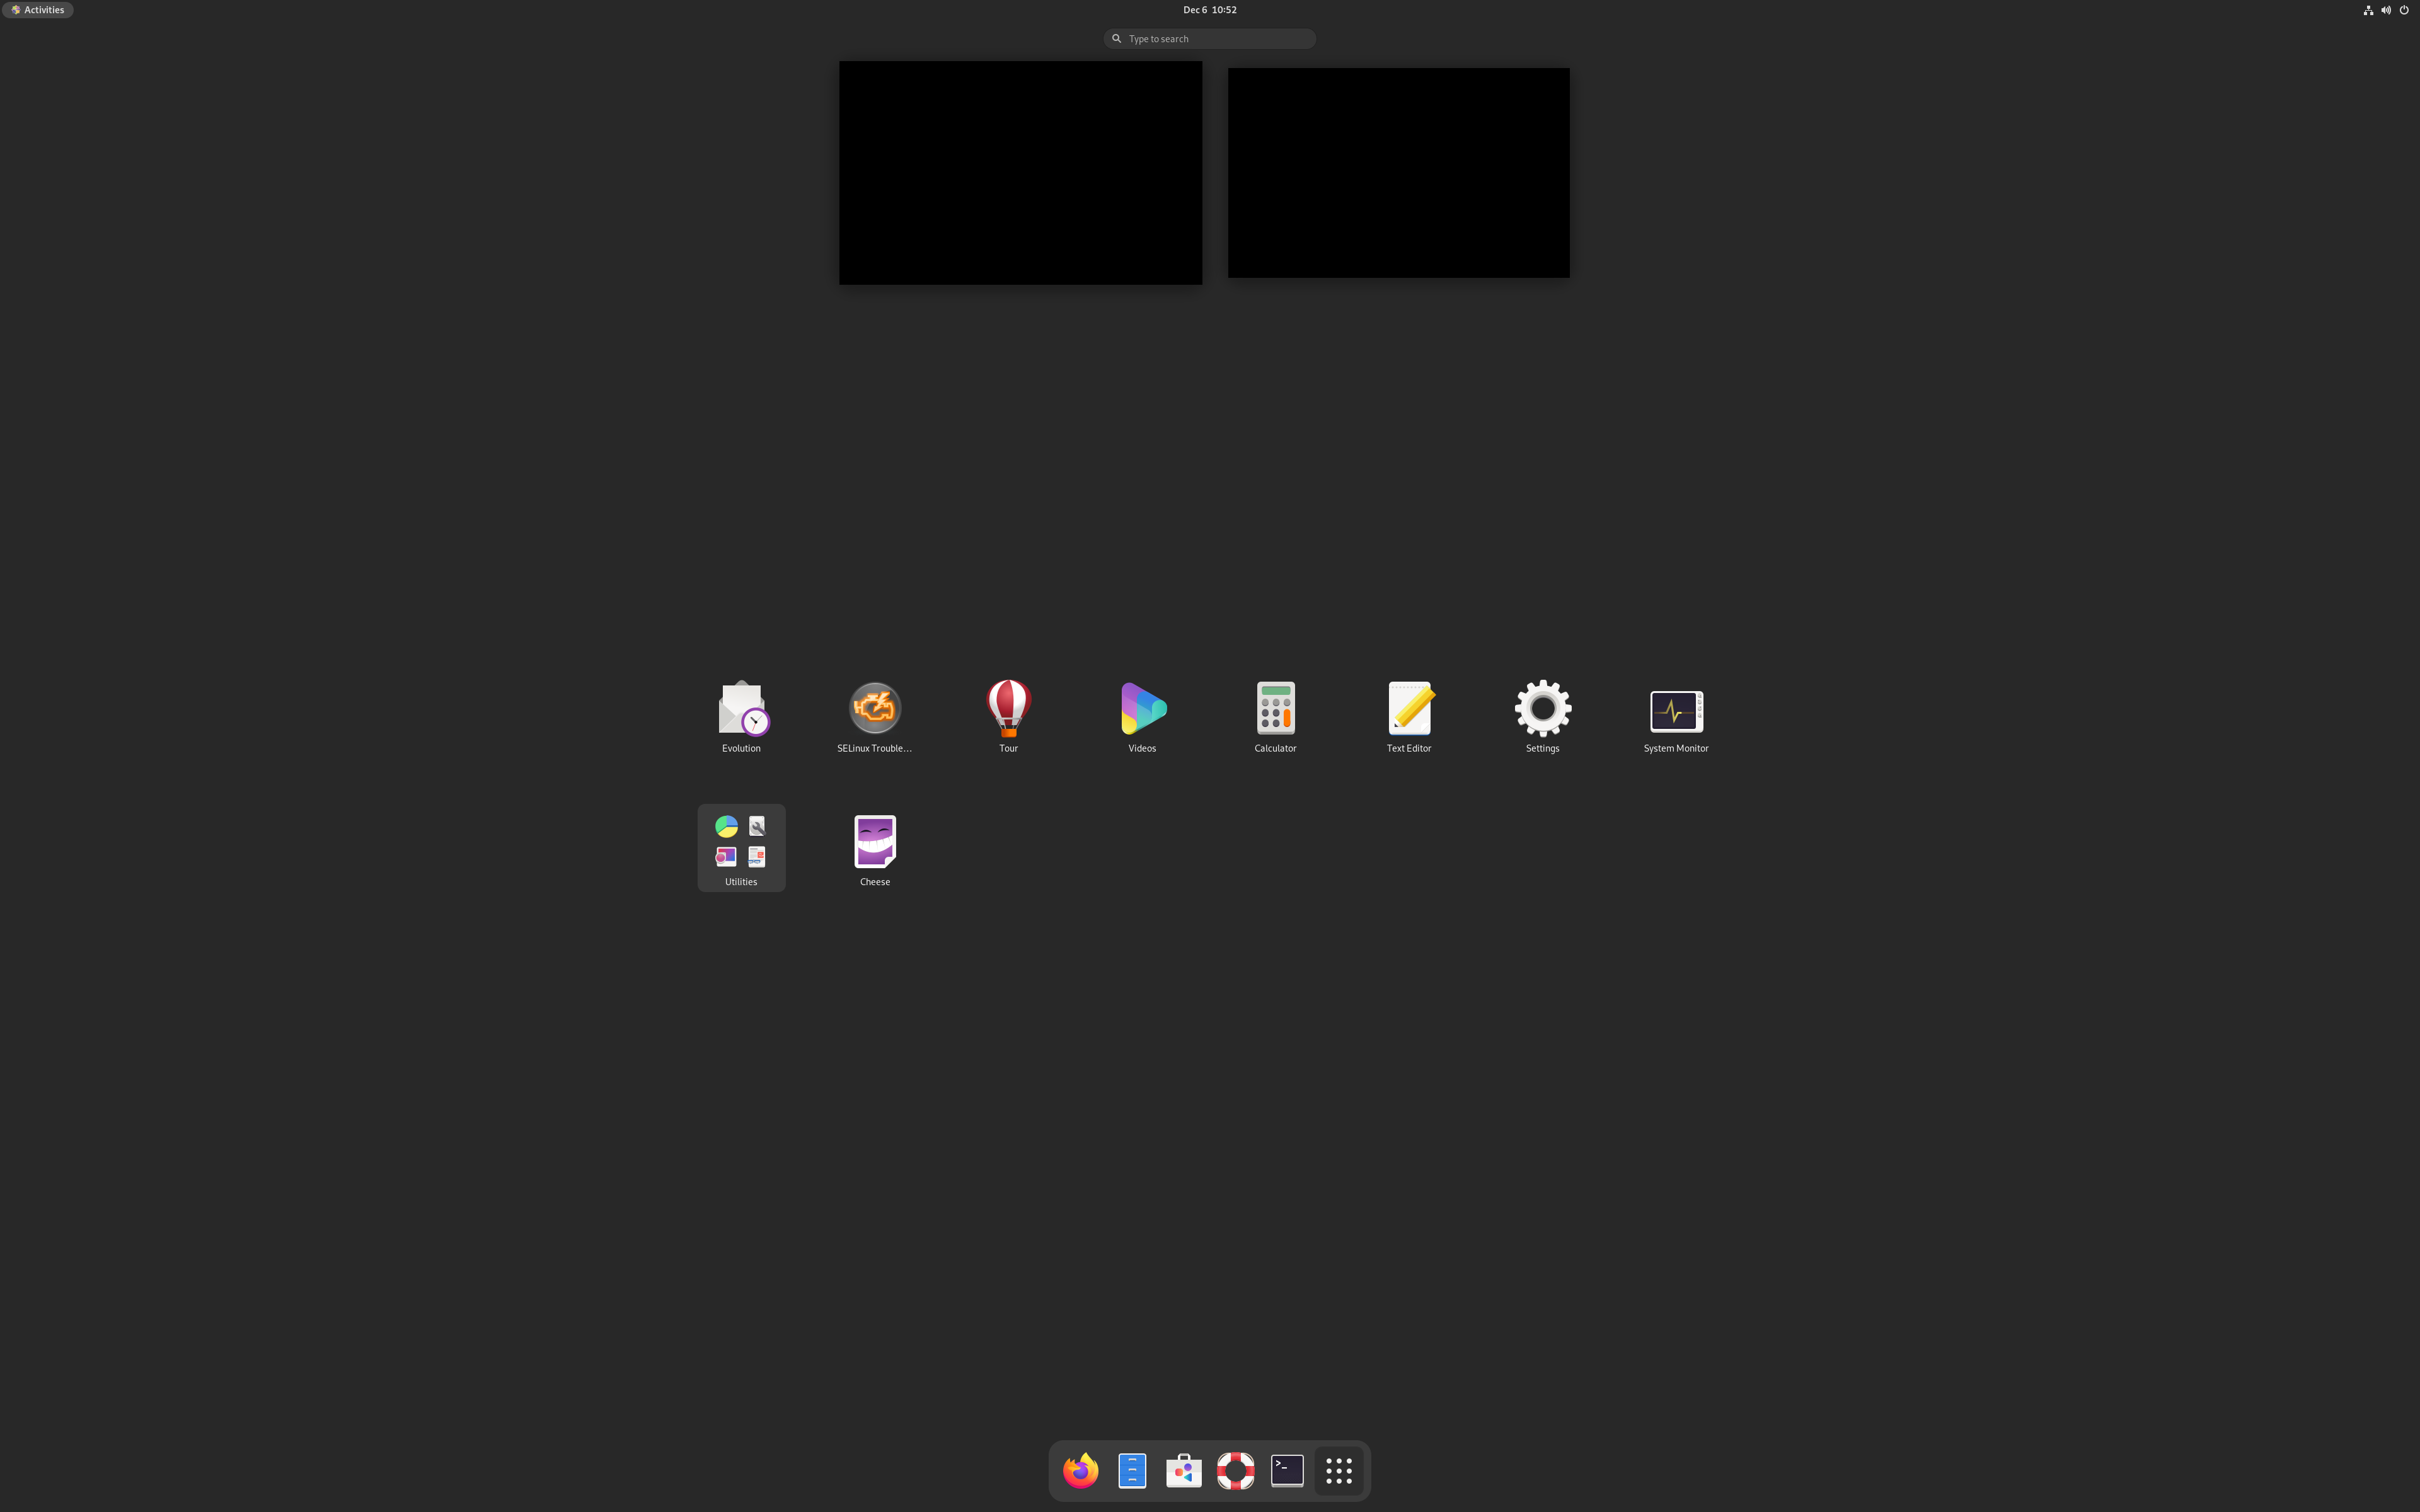 Activities
Dec 6 10:52
Type to search
Evolution
SELinux Trouble...
Tour
Videos
Calculator
Text Editor
Settings
System Monitor
Utilities
Cheese